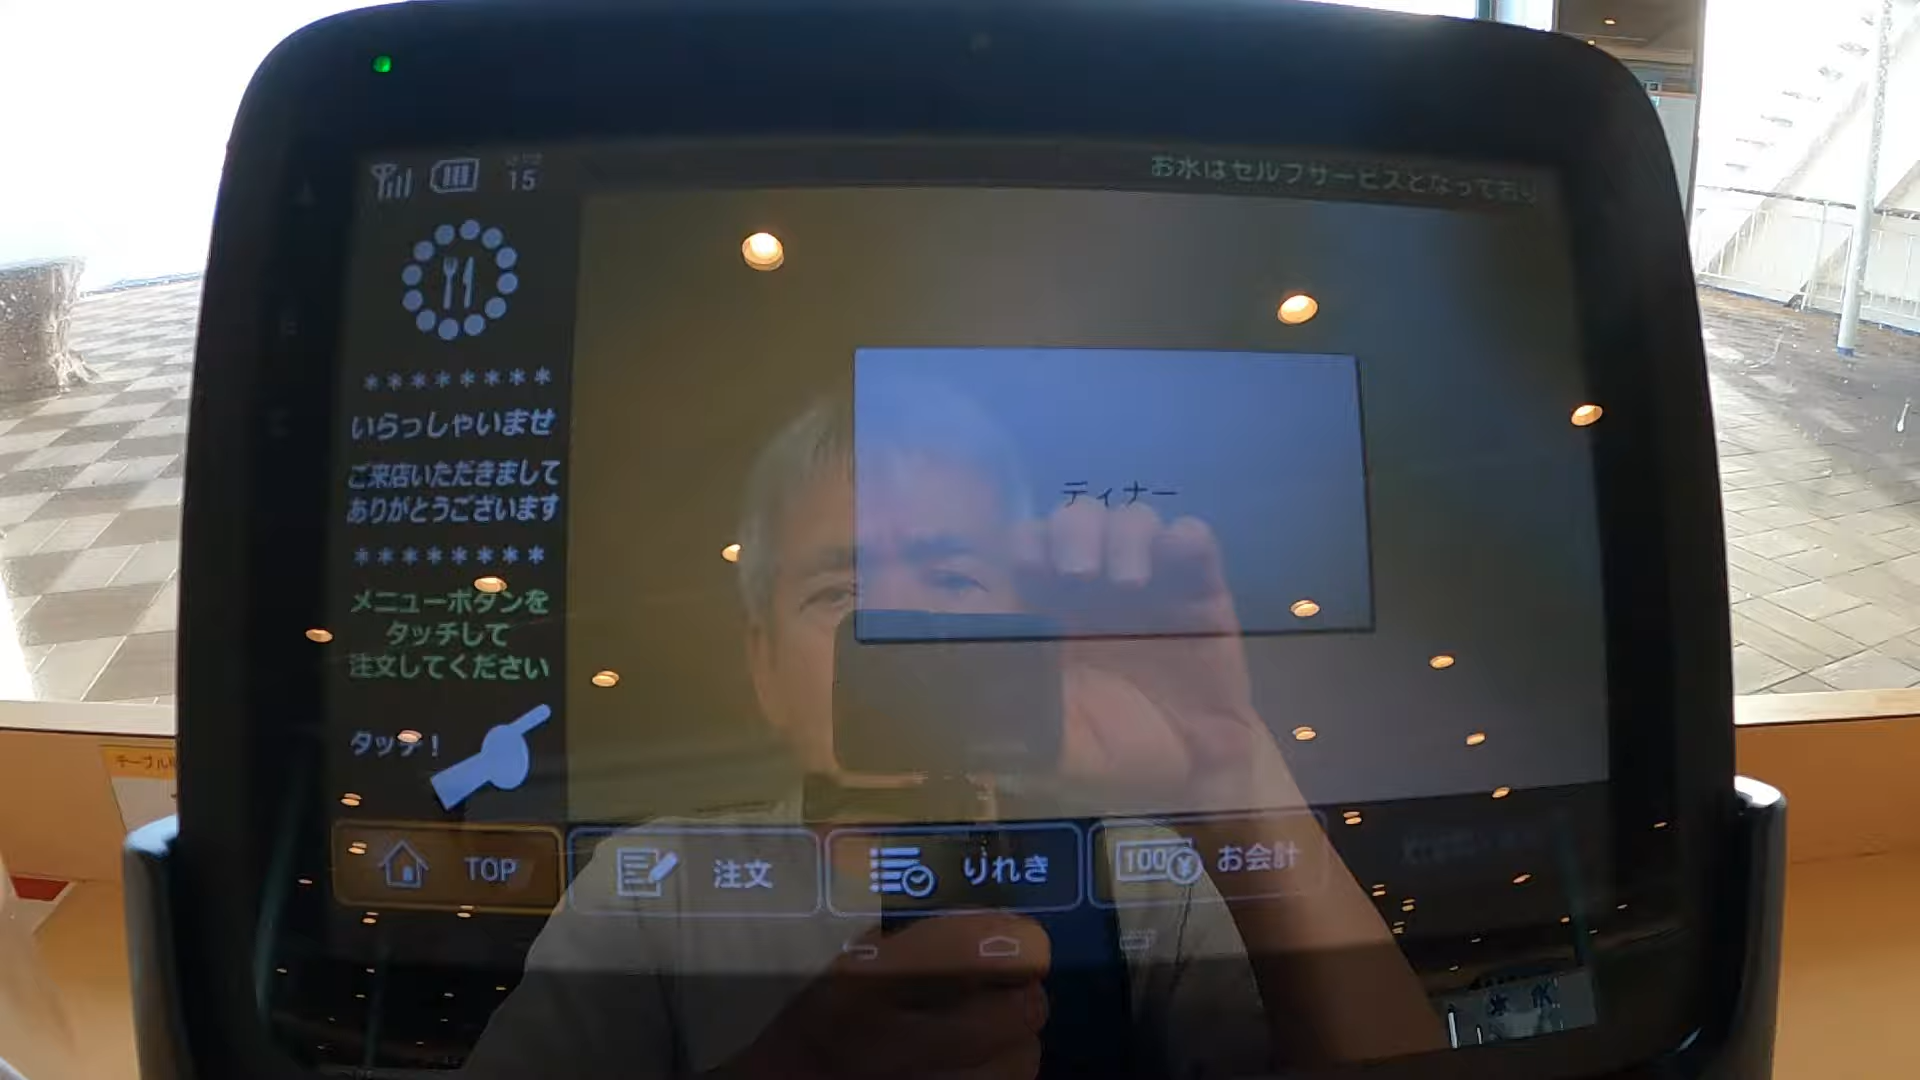 15
お水はセルフサービスとなっており
********
いらっしゃいませ
ご来店いただきまして
ありがとうございます
********
メニューボタンを
タッチして
注文してください
タッチ!
ディナー
TOP
注文
りれき
100¥
お会計
テーブル